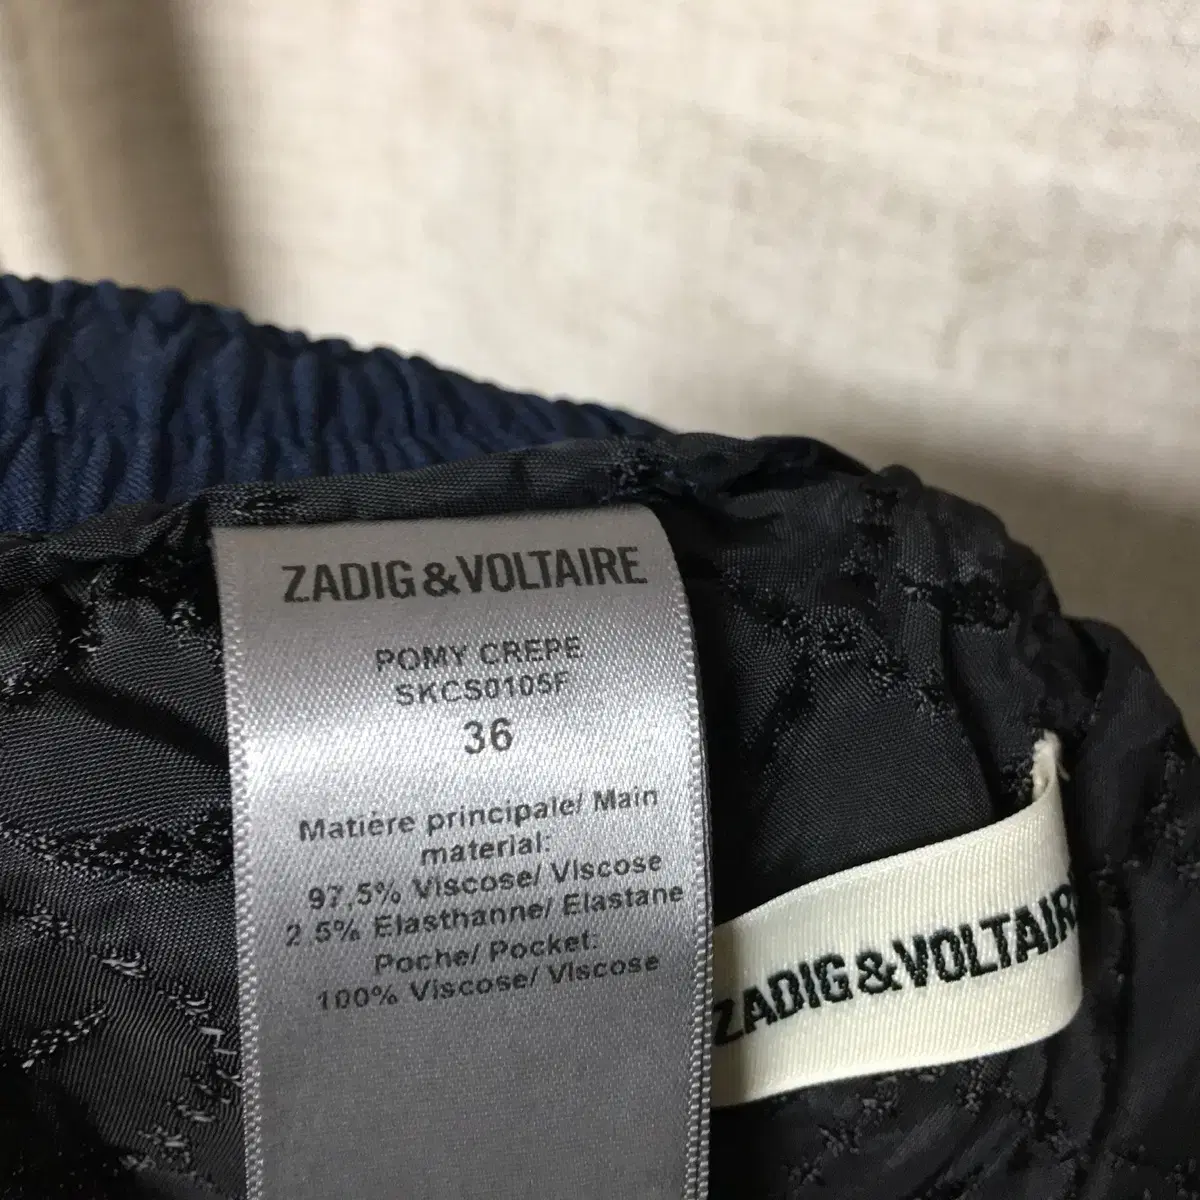 ZADIG&VOLTAIRE
POMY CREPE
SKCS0105F
36
Matière principale/ Main
material:
97,5% Viscose/ Viscose
2 5% Elasthanne/ Elastane
Poche/ Pocket:
100% Viscose/ Viscose
ZADIG&VOLTAIR